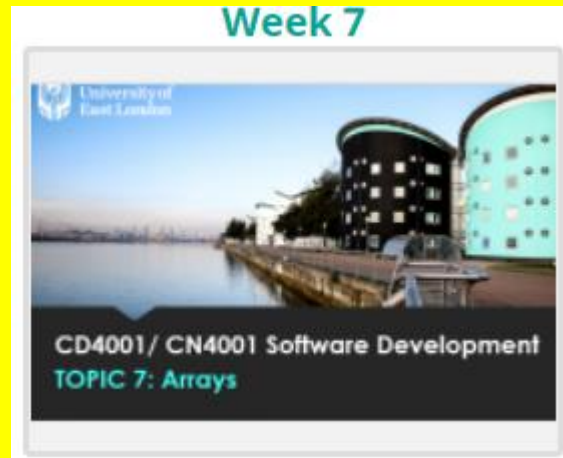 Week 7
University of
East London
CD4001/ CN4001 Software Development
TOPIC 7: Arrays